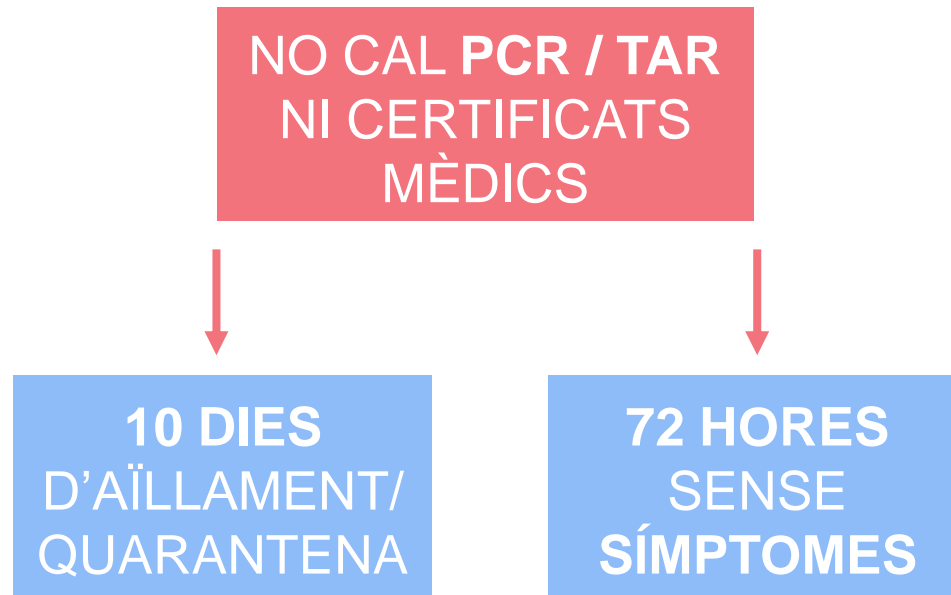 NO CAL PCR / TAR
NI CERTIFICATS
MÈDICS
10 DIES
D’AÏLLAMENT/
QUARANTENA
72 HORES
SENSE
SÍMPTOMES